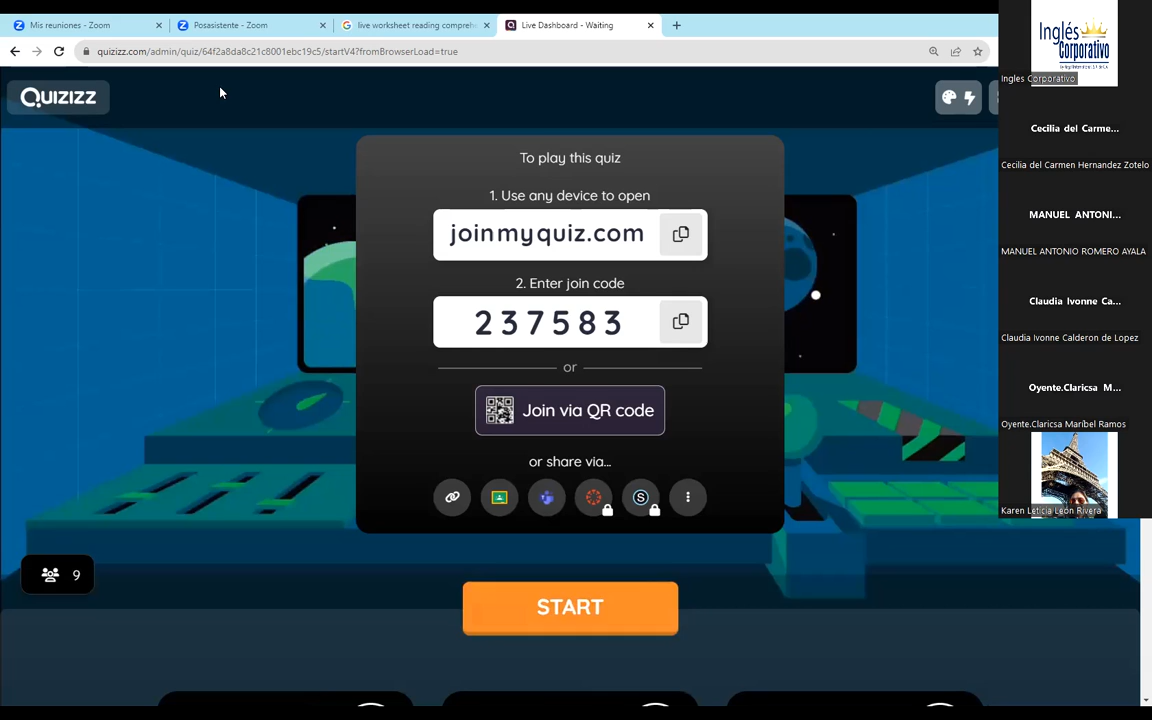 Mis reuniones - Zoom
Posasistente - Zoom
live worksheet reading comprehe
Live Dashboard - Waiting
quizizz.com/admin/quiz/64f2a8da8c21c8001ebc19c5/startV4?fromBrowserLoad=true
QUIZIZZ
To play this quiz
1. Use any device to open
joinmyquiz.com
2. Enter join code
237583
or
Join via QR code
or share via...
9
START
Inglés
Corporativo
Ingles Corporativo
Cecilia del Carme...
Cecilia del Carmen Hernandez Zotelo
MANUEL ANTONI...
MANUEL ANTONIO ROMERO AYALA
Claudia Ivonne Ca...
Claudia Ivonne Calderon de Lopez
Oyente.Claricsa M...
Oyente.Claricsa Maríbel Ramos
Karen Leticia León Rivera